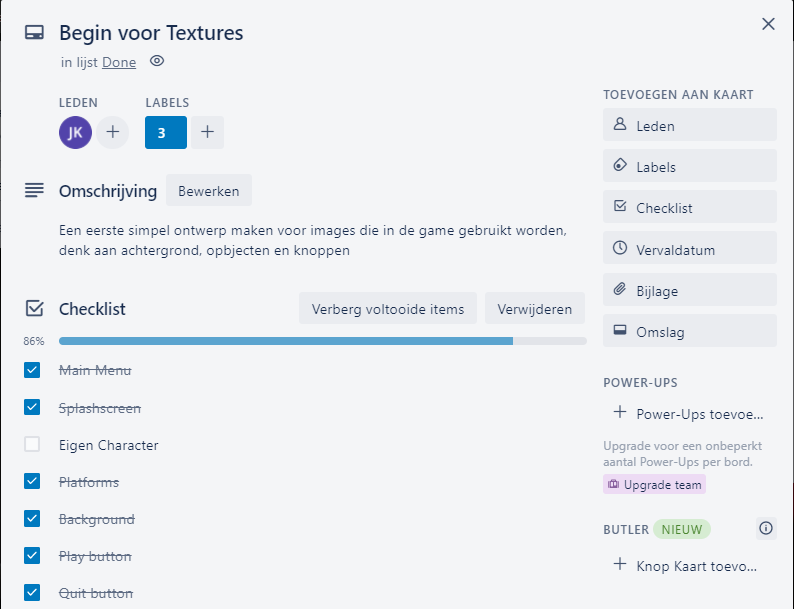 Begin voor Textures
in lijst Done
LEDEN
LABELS
JK
3
Omschrijving
Bewerken
Een eerste simpel ontwerp maken voor images die in de game gebruikt worden,
denk aan achtergrond, opbjecten en knoppen
Checklist
Verberg voltooide items
Verwijderen
86%
Main Menu
Splashscreen
Eigen Character
Platforms
Background
Play button
Quit button
TOEVOEGEN AAN KAART
Leden
Labels
Checklist
Vervaldatum
Bijlage
Omslag
POWER-UPS
Power-Ups toevoe...
Upgrade voor een onbeperkt
aantal Power-Ups per bord.
Upgrade team
BUTLER NIEUW
Knop Kaart toevo...